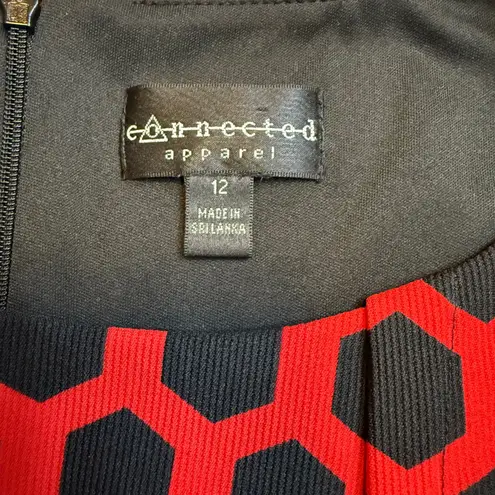 connected
apparel
12
MADE IN
SRI LANKA